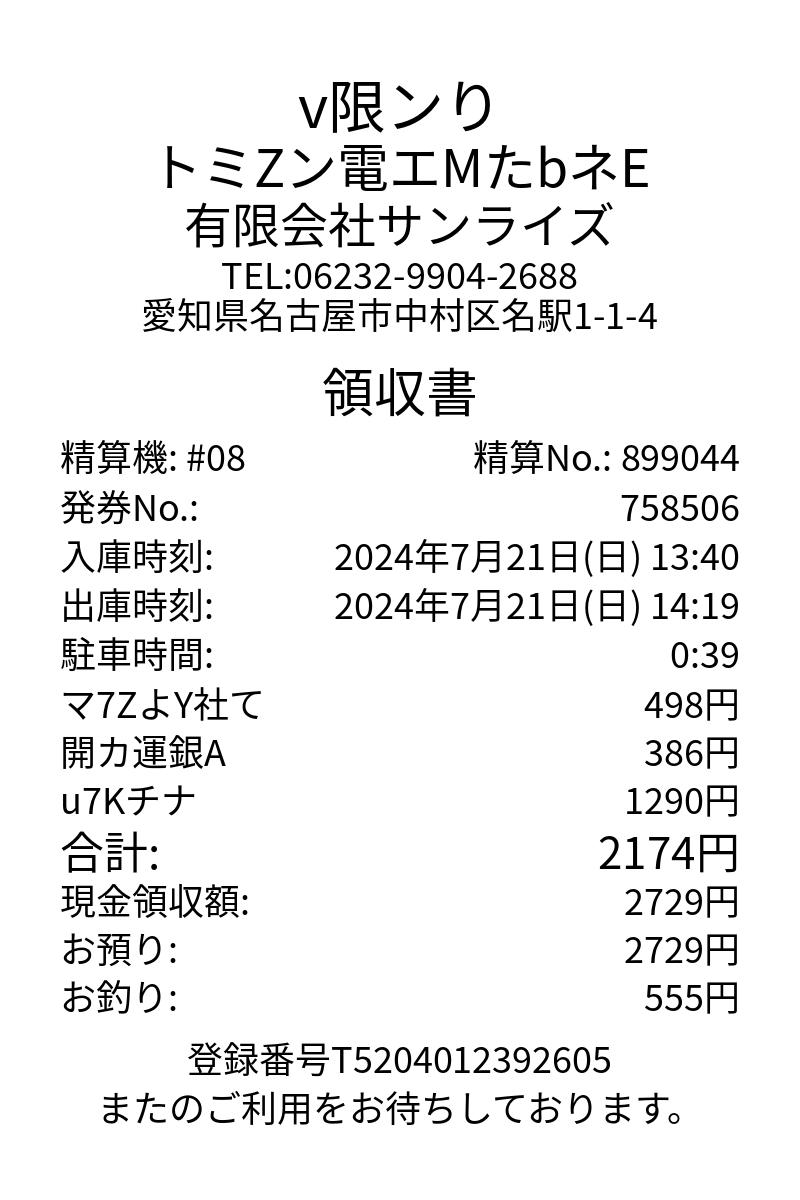 v限ンり
トミZン電エMたbネE
有限会社サンライズ
TEL:06232-9904-2688
愛知県名古屋市中村区名駅1-1-4
領収書
精算機: #08 精算No.: 899044
発券No.: 758506
入庫時刻: 2024年7月21日(日) 13:40
出庫時刻: 2024年7月21日(日) 14:19
駐車時間: 0:39
マ7ZよY社て 498円
開カ運銀A 386円
u7Kチナ 1290円
合計: 2174円
現金領収額: 2729円
お預り: 2729円
お釣り: 555円
登録番号T5204012392605
またのご利用をお待ちしております。